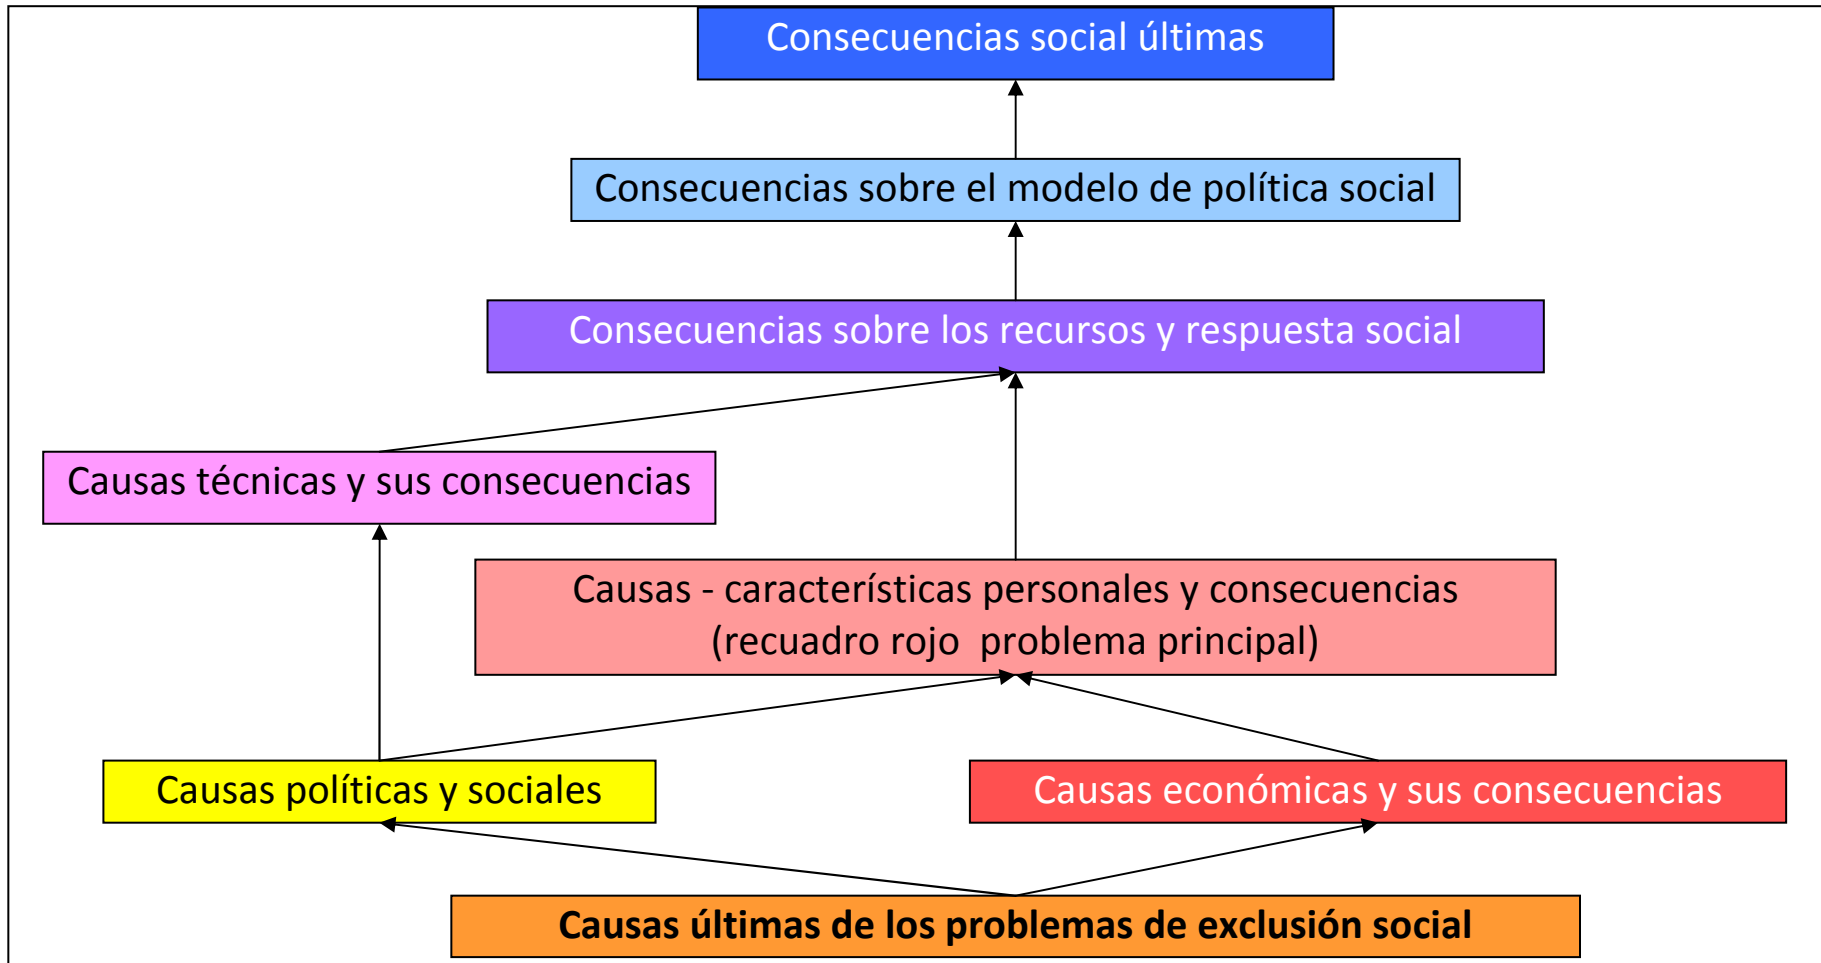 Consecuencias social últimas
Consecuencias sobre el modelo de política social
Consecuencias sobre los recursos y respuesta social
Causas técnicas y sus consecuencias
Causas - características personales y consecuencias
(recuadro rojo problema principal)
Causas políticas y sociales
Causas económicas y sus consecuencias
Causas últimas de los problemas de exclusión social